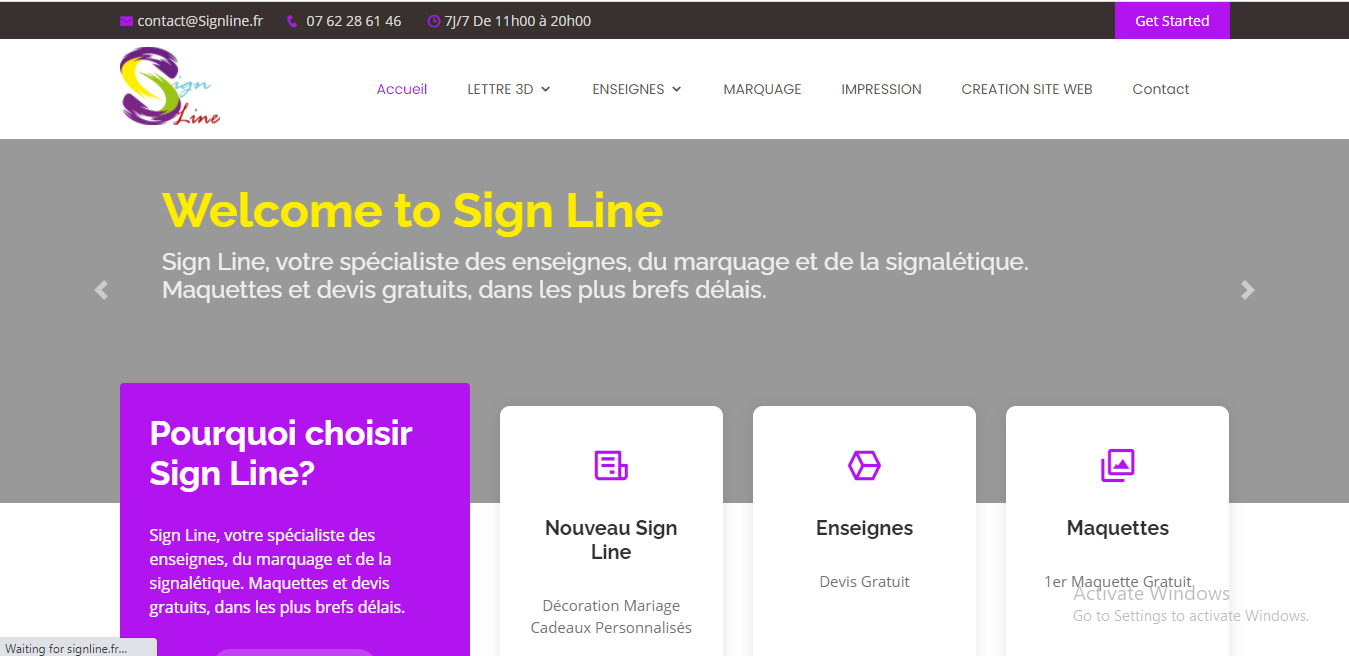 contact@Signline.fr 07 62 28 61 46 7J/7 De 11h00 à 20h00 Get Started
Sign
Line
Accueil LETTRE 3D ENSEIGNES MARQUAGE IMPRESSION CREATION SITE WEB Contact
Welcome to Sign Line
Sign Line, votre spécialiste des enseignes, du marquage et de la signalétique.
Maquettes et devis gratuits, dans les plus brefs délais.
Pourquoi choisir
Sign Line?
Sign Line, votre spécialiste des
enseignes, du marquage et de la
signalétique. Maquettes et devis
gratuits, dans les plus brefs délais.
Nouveau Sign
Line
Décoration Mariage
Cadeaux Personnalisés
Enseignes
Devis Gratuit
Maquettes
1er Maquette Gratuit
Activate Windows
Go to Settings to activate Windows.
Waiting for signline.fr...